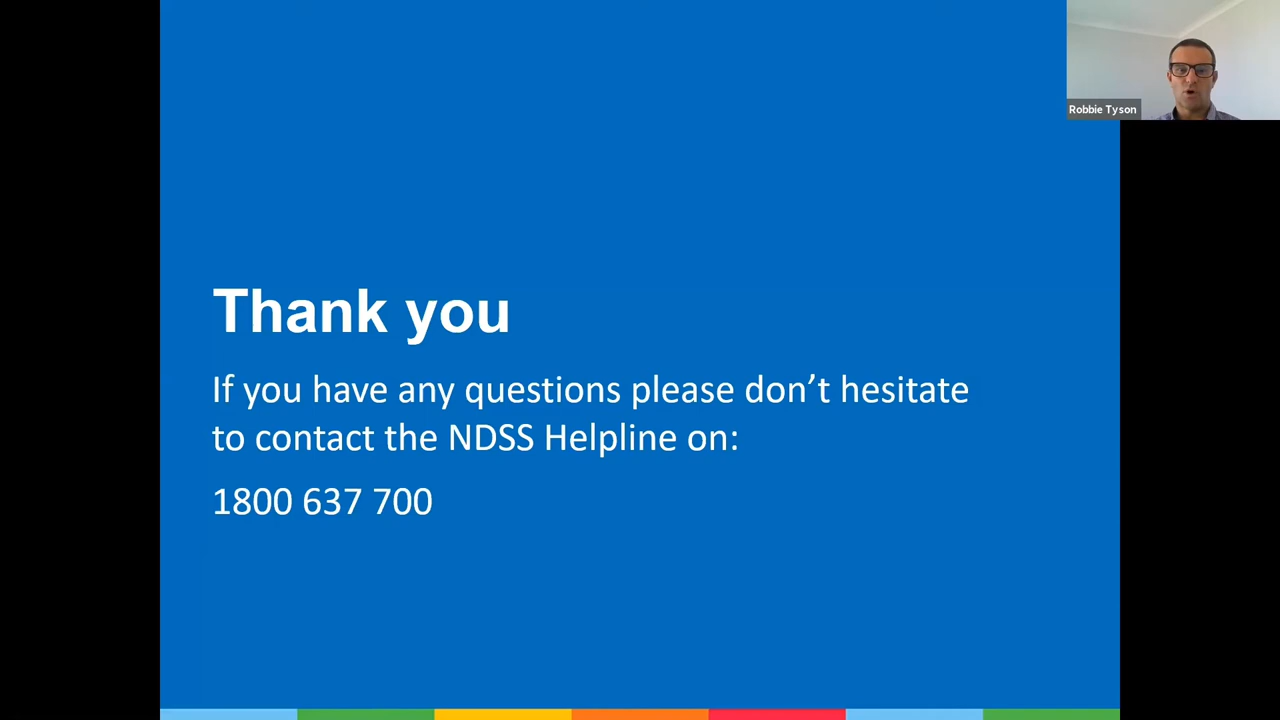 Robbie Tyson
Thank you
If you have any questions please don’t hesitate
to contact the NDSS Helpline on:
1800 637 700